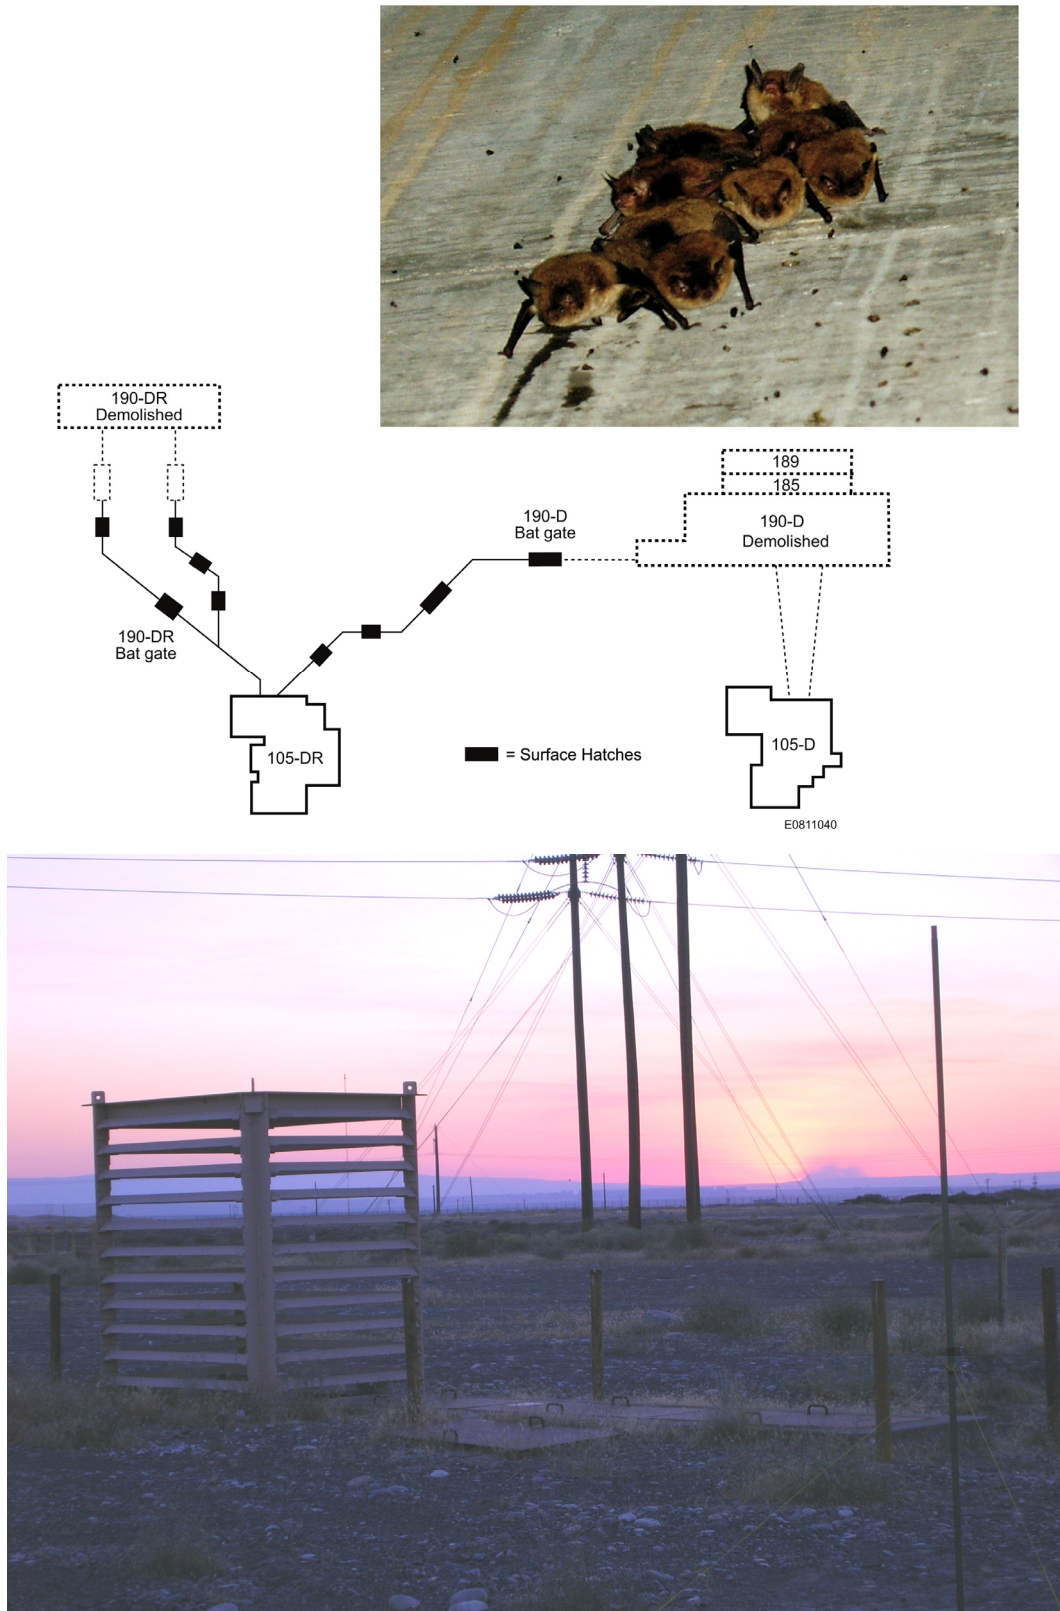 190-DR
Demolished
189
185
190-D
Demolished
190-D
Bat gate
190-DR
Bat gate
105-DR
= Surface Hatches
105-D
E0811040